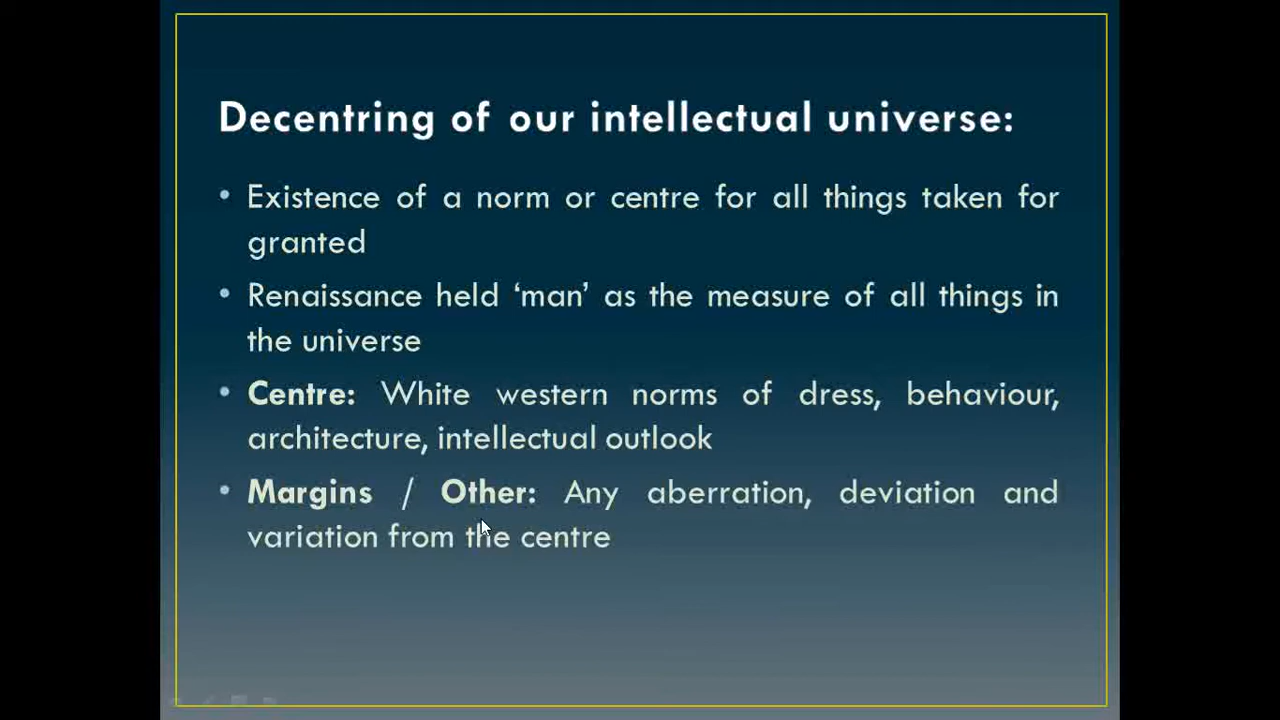 Decentring of our intellectual universe:
• Existence of a norm or centre for all things taken for
granted
• Renaissance held ‘man’ as the measure of all things in
the universe
• Centre: White western norms of dress, behaviour,
architecture, intellectual outlook
• Margins / Other: Any aberration, deviation and
variation from the centre